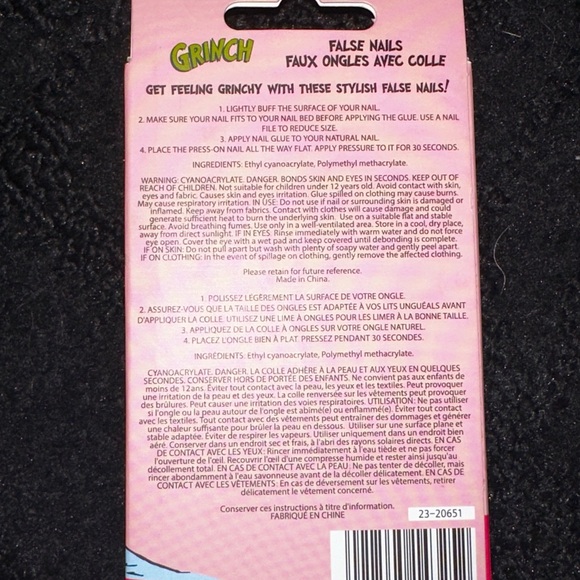 GRINCH
FALSE NAILS
FAUX ONGLES AVEC COLLE
GET FEELING GRINCHY WITH THESE STYLISH FALSE NAILS!
1. LIGHTLY BUFF THE SURFACE OF YOUR NAIL.
2. MAKE SURE YOUR NAIL FITS TO YOUR NAIL BED BEFORE APPLYING THE GLUE. USE A NAIL
FILE TO REDUCE SIZE.
3. APPLY NAIL GLUE TO YOUR NATURAL NAIL.
4. PLACE THE PRESS-ON NAIL ALL THE WAY FLAT. APPLY PRESSURE TO IT FOR 30 SECONDS.
INGREDIENTS: Ethyl cyanoacrylate, Polymethyl methacrylate.
WARNING: CYANOACRYLATE. DANGER. BONDS SKIN AND EYES IN SECONDS. KEEP OUT OF
REACH OF CHILDREN. Not suitable for children under 12 years old. Avoid contact with skin,
eyes and fabric. Causes skin and eyes irritation. Glue spilled on clothing may cause burns.
May cause respiratory irritation. IN USE: Do not use if nail or surrounding skin is damaged or
inflamed. Keep away from fabrics. Contact with clothes will cause damage and could
generate sufficient heat to burn the underlying skin. Use on a suitable flat and stable
surface. Avoid breathing fumes. Use only in a well-ventilated area. Store in a cool, dry place,
away from direct sunlight. IF IN EYES: Rinse immediately with warm water and do not force
eye open. Cover the eye with a wet pad and keep covered until debonding is complete.
IF ON SKIN: Do not pull apart but wash with plenty of soapy water and gently peel apart.
IF ON CLOTHING: In the event of spillage on clothing, gently remove the affected clothing.
Please retain for future reference.
Made in China.
1. POLISSEZ LEGÈREMENT LA SURFACE DE VOTRE ONGLE.
2. ASSUREZ-VOUS QUE LA TAILLE DES ONGLES EST ADAPTÉE À VOS LITS UNGUÉALS AVANT
D'APPLIQUER LA COLLE. UTILISEZ UNE LIME À ONGLES POUR LES LIMER À LA BONNE TAILLE.
3. APPLIQUEZ DE LA COLLE À ONGLES SUR VOTRE ONGLE NATUREL.
4. PLACEZ L'ONGLE BIEN À PLAT. PRESSEZ PENDANT 30 SECONDES.
INGRÉDIENTS: Ethyl cyanoacrylate, Polymethyl methacrylate.
CYANOACRYLATE. DANGER. LA COLLE ADHÈRE À LA PEAU ET AUX YEUX EN QUELQUES
SECONDES. CONSERVER HORS DE PORTÉE DES ENFANTS. Ne convient pas aux enfants de
moins de 12 ans. Éviter tout contact avec la peau, les yeux et les textiles. Peut provoquer
une irritation de la peau et des yeux. La colle renversée sur les vêtements peut provoquer
des brûlures. Peut causer une irritation des voies respiratoires. UTILISATION: Ne pas utiliser
si l'ongle ou la peau autour de l'ongle est abîmé(e) ou enflammé(e). Éviter tout contact
avec les textiles. Tout contact avec des vêtements peut entraîner des dommages et générer
une chaleur suffisante pour brûler la peau en dessous. Utiliser sur une surface plane et
stable adaptée. Éviter de respirer les vapeurs. Utiliser uniquement dans un endroit bien
aéré. Conserver dans un endroit sec et frais, à l'abri des rayons solaires directs. EN CAS
DE CONTACT AVEC LES YEUX: Rincer immédiatement à l'eau tiède et ne pas forcer
l'ouverture de l'œil. Recouvrir l'œil d'une compresse humide et rester ainsi jusqu'au
décollement total. EN CAS DE CONTACT AVEC LA PEAU: Ne pas tenter de décoller, mais
rincer abondamment à l'eau savonneuse avant de la décoller délicatement. EN CAS DE
CONTACT AVEC LES VÊTEMENTS: En cas de déversement sur les vêtements, retirer
délicatement le vêtement concerné.
Conserver ces instructions à titre d'information.
FABRIQUÉ EN CHINE
23-20651